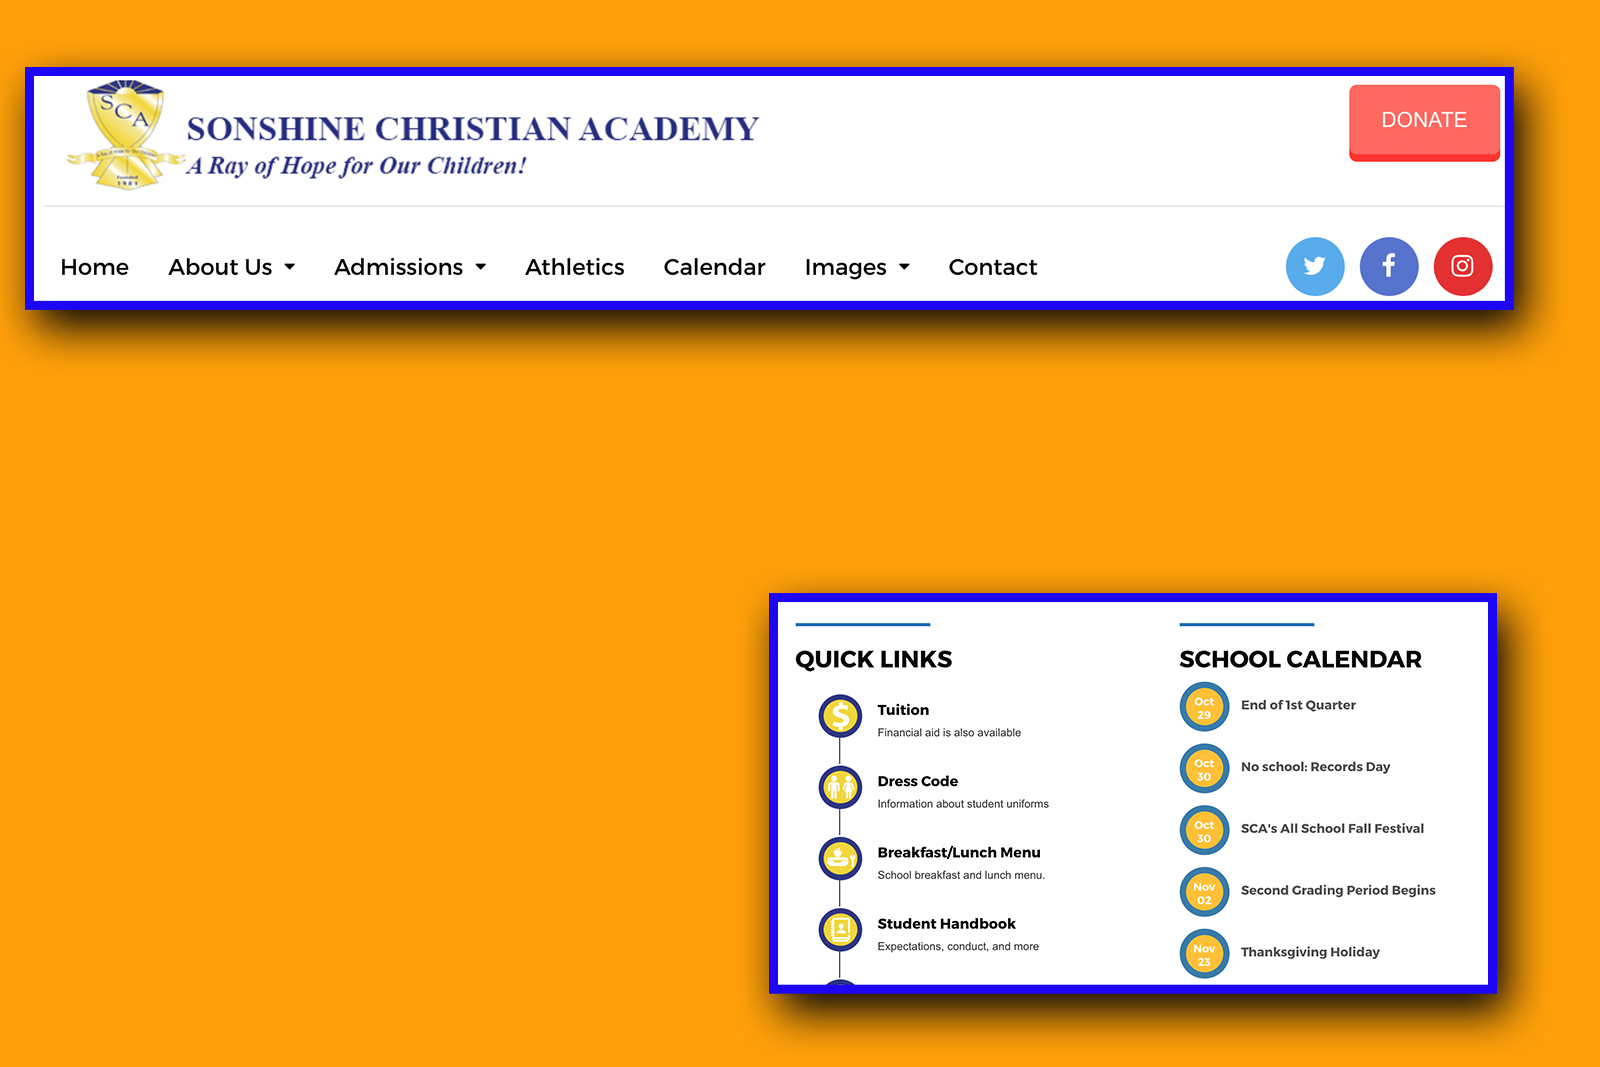 SCA
SONSHINE CHRISTIAN ACADEMY
A Ray of Hope for Our Children!
Founded
1981
DONATE
Home
About Us
Admissions
Athletics
Calendar
Images
Contact
QUICK LINKS
Tuition
Financial aid is also available
Dress Code
Information about student uniforms
Breakfast/Lunch Menu
School breakfast and lunch menu.
Student Handbook
Expectations, conduct, and more
SCHOOL CALENDAR
Oct
29
End of 1st Quarter
Oct
30
No school: Records Day
Oct
30
SCA's All School Fall Festival
Nov
02
Second Grading Period Begins
Nov
23
Thanksgiving Holiday